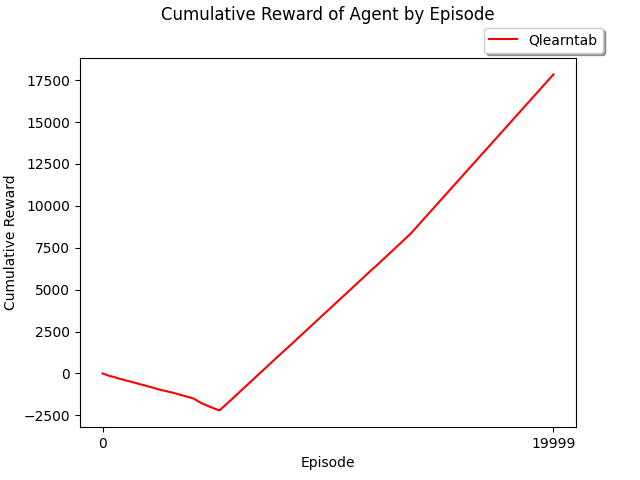 Cumulative Reward of Agent by Episode
Qlearntab
17500
15000
12500
10000
7500
5000
2500
0
−2500
Cumulative Reward
0
19999
Episode